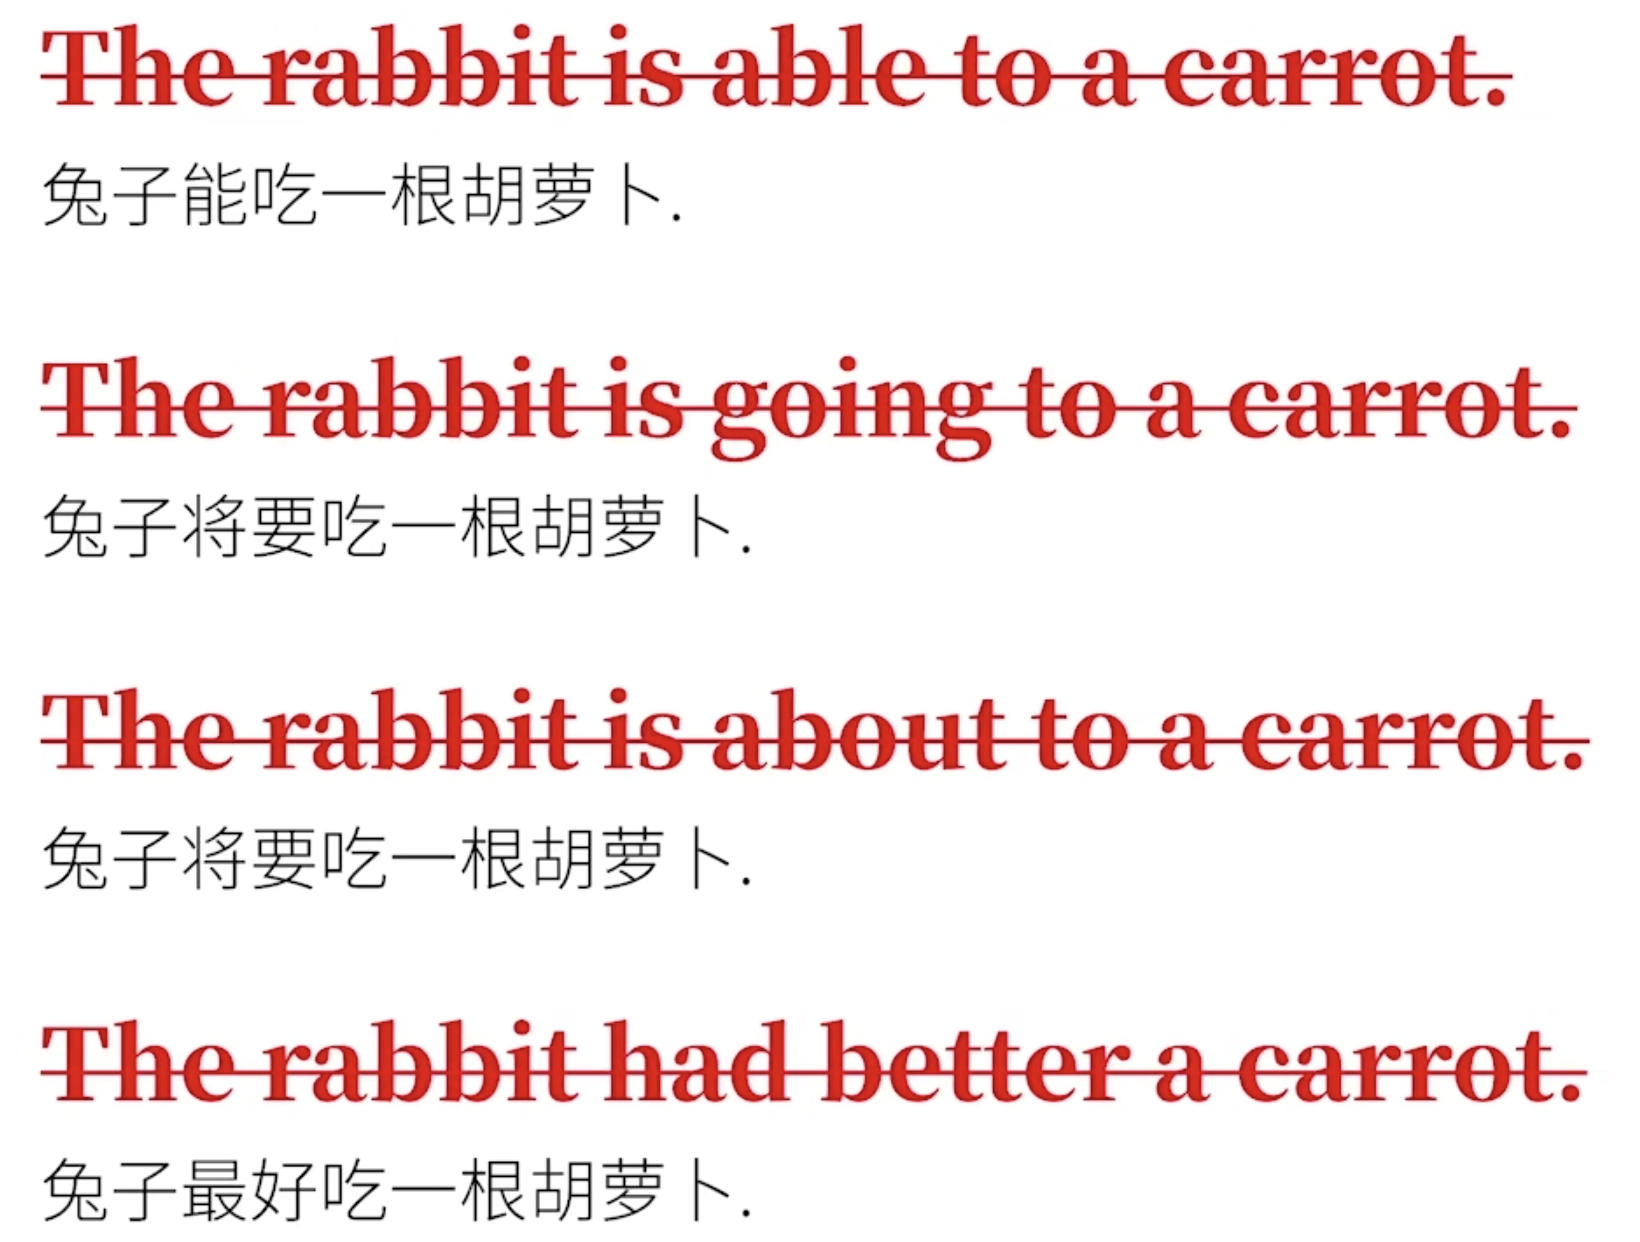 The rabbit is able to a carrot.
兔子能吃一根胡萝卜.
The rabbit is going to a carrot.
兔子将要吃一根胡萝卜.
The rabbit is about to a carrot.
兔子将要吃一根胡萝卜.
The rabbit had better a carrot.
兔子最好吃一根胡萝卜.